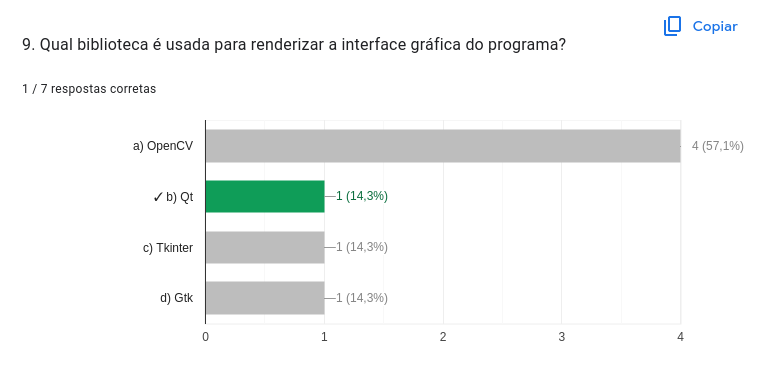 Copiar
9. Qual biblioteca é usada para renderizar a interface gráfica do programa?
1 / 7 respostas corretas
a) OpenCV 4 (57,1%)
✓ b) Qt 1 (14,3%)
c) Tkinter 1 (14,3%)
d) Gtk 1 (14,3%)
0 1 2 3 4